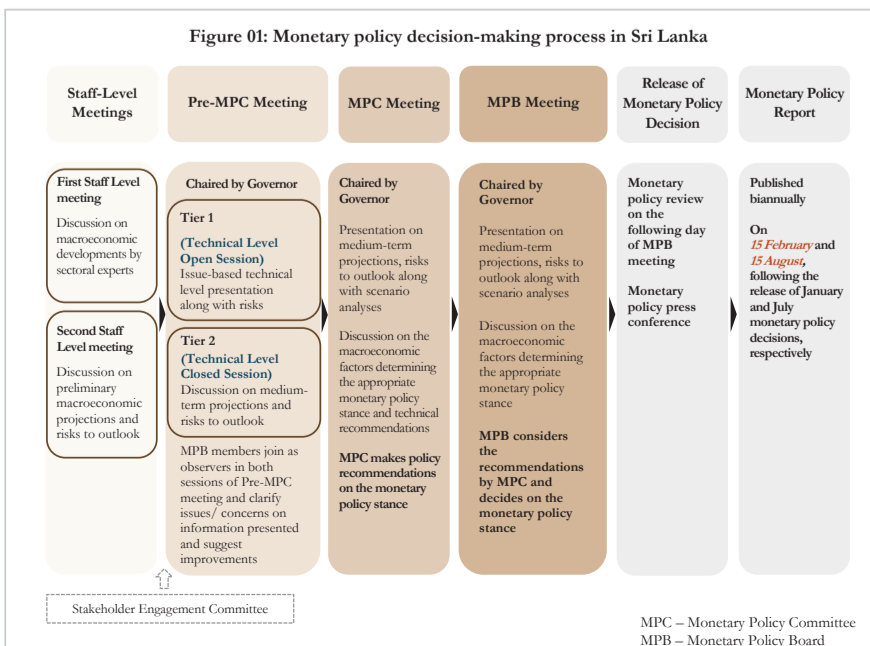 Figure 01: Monetary policy decision-making process in Sri Lanka
Staff-Level
Meetings
Pre-MPC Meeting
MPC Meeting
MPB Meeting
Release of
Monetary Policy
Decision
Monetary Policy
Report
First Staff Level
meeting
Discussion on
macroeconomic
developments by
sectoral experts
Second Staff
Level meeting
Discussion on
preliminary
macroeconomic
projections and
risks to outlook
Chaired by Governor
Tier 1
(Technical Level
Open Session)
Issue-based technical
level presentation
along with risks
Tier 2
(Technical Level
Closed Session)
Discussion on medium-
term projections and
risks to outlook
MPB members join as
observers in both
sessions of Pre-MPC
meeting and clarify
issues/ concerns on
information presented
and suggest
improvements
Chaired by
Governor
Presentation on
medium-term
projections, risks
to outlook along
with scenario
analyses
Discussion on the
macroeconomic
factors determining
the appropriate
monetary policy
stance and technical
recommendations
MPC makes policy
recommendations
on the monetary
policy stance
Chaired by
Governor
Presentation on
medium-term
projections, risks to
outlook along with
scenario analyses
Discussion on the
macroeconomic
factors determining
the appropriate
monetary policy
stance
MPB considers
the
recommendations
by MPC and
decides on the
monetary policy
stance
Monetary
policy review
on the
following day
of MPB
meeting
Monetary
policy press
conference
Published
biannually
On
15 February and
15 August,
following the
release of January
and July
monetary policy
decisions,
respectively
Stakeholder Engagement Committee
MPC – Monetary Policy Committee
MPB – Monetary Policy Board